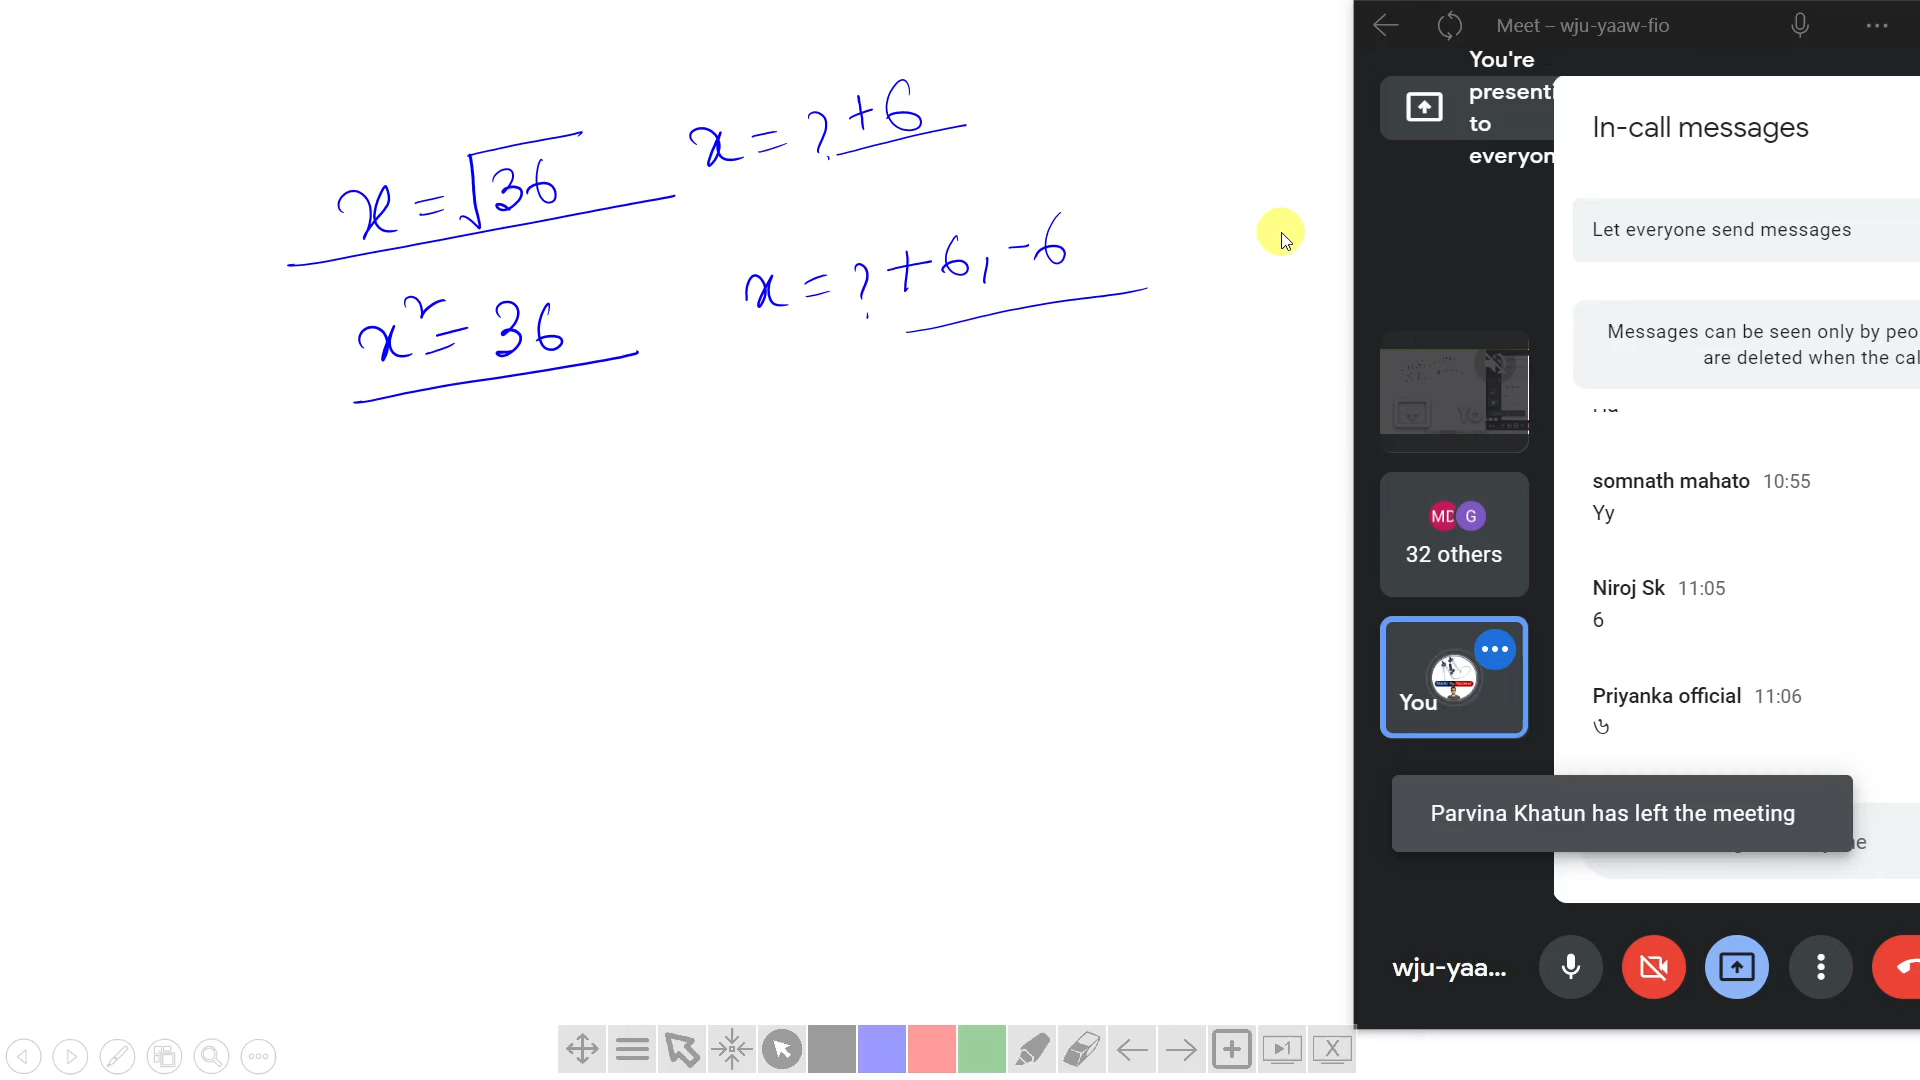 x = √36
x = ? +6
x² = 36
x = ? +6, -6
Meet – wju-yaaw-fio
You're
presenti
to
everyon
In-call messages
Let everyone send messages
Messages can be seen only by peo
are deleted when the cal
somnath mahato 10:55
Yy
MD G
32 others
Niroj Sk 11:05
6
You
Priyanka official 11:06
৬
Parvina Khatun has left the meeting
wju-yaa...